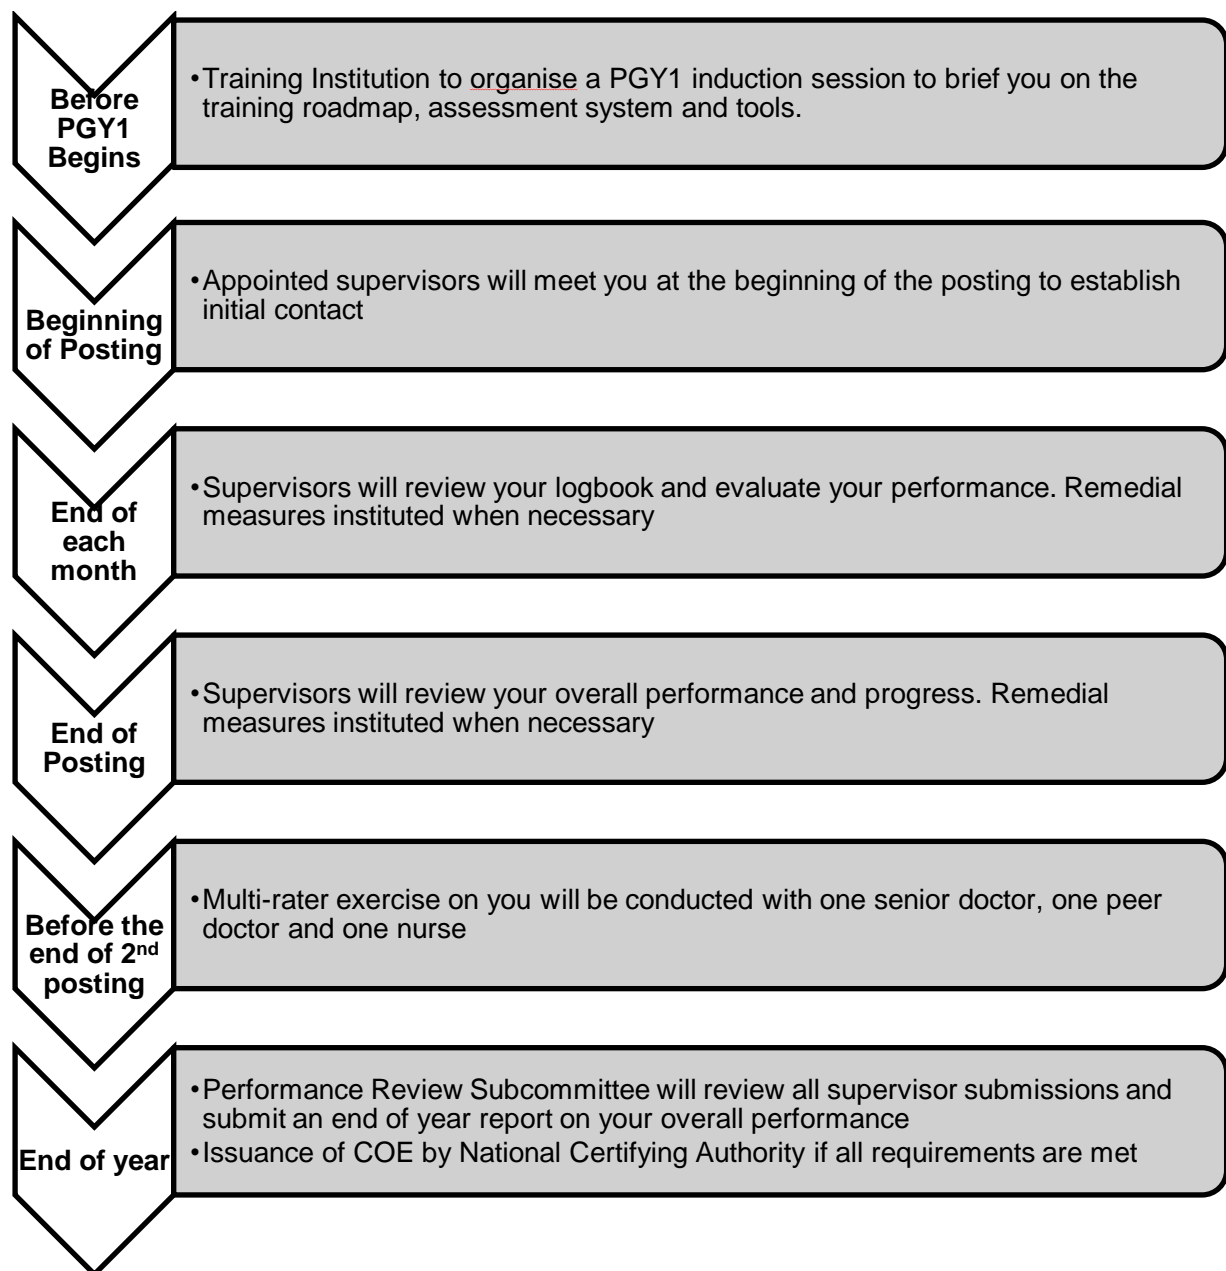 Before
PGY1
Begins
•Training Institution to organise a PGY1 induction session to brief you on the
training roadmap, assessment system and tools.
Beginning
of Posting
•Appointed supervisors will meet you at the beginning of the posting to establish
initial contact
End of
each
month
•Supervisors will review your logbook and evaluate your performance. Remedial
measures instituted when necessary
End of
Posting
•Supervisors will review your overall performance and progress. Remedial
measures instituted when necessary
Before the
end of 2nd
posting
•Multi-rater exercise on you will be conducted with one senior doctor, one peer
doctor and one nurse
End of year
•Performance Review Subcommittee will review all supervisor submissions and
submit an end of year report on your overall performance
•Issuance of COE by National Certifying Authority if all requirements are met